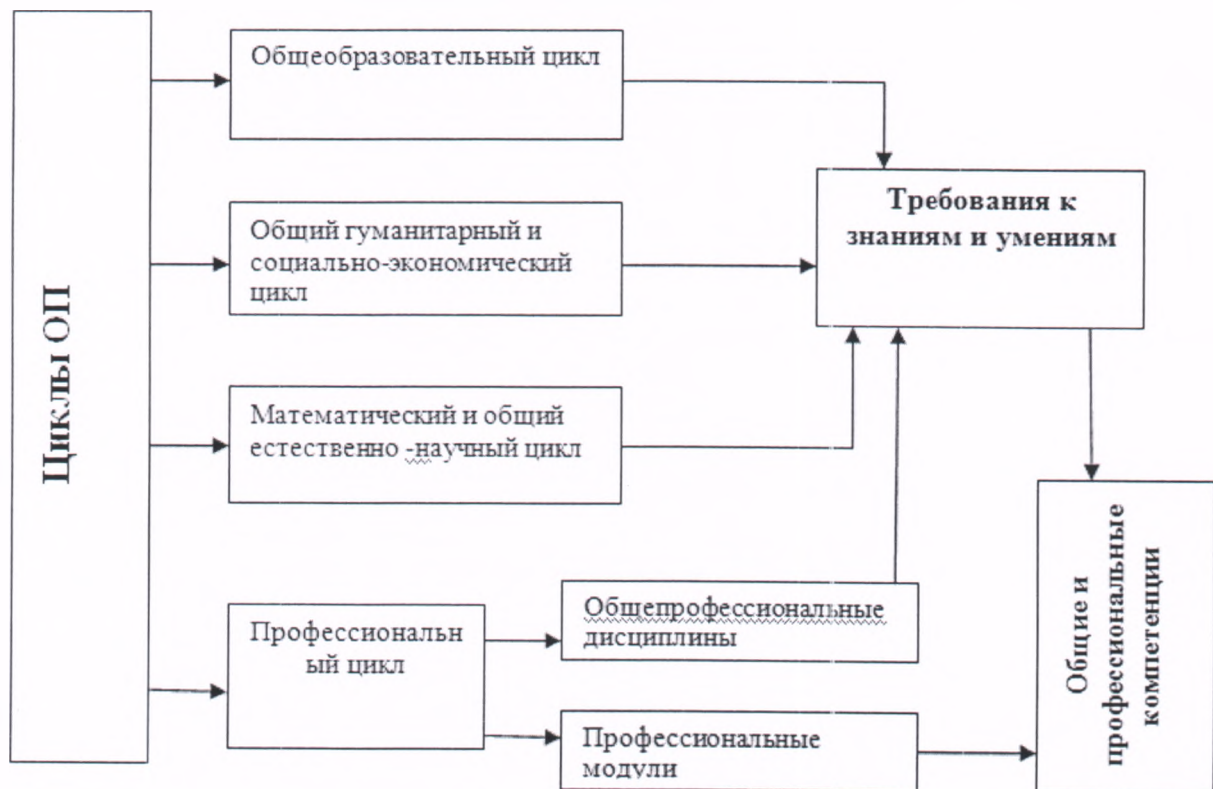 Циклы ОП
Общеобразовательный цикл
Общий гуманитарный и
социально-экономический
цикл
Математический и общий
естественно -научный цикл
Профессиональн
ый цикл
Общепрофессиональные
дисциплины
Профессиональные
модули
Требования к
знаниям и умениям
Общие и
профессиональные
компетенции